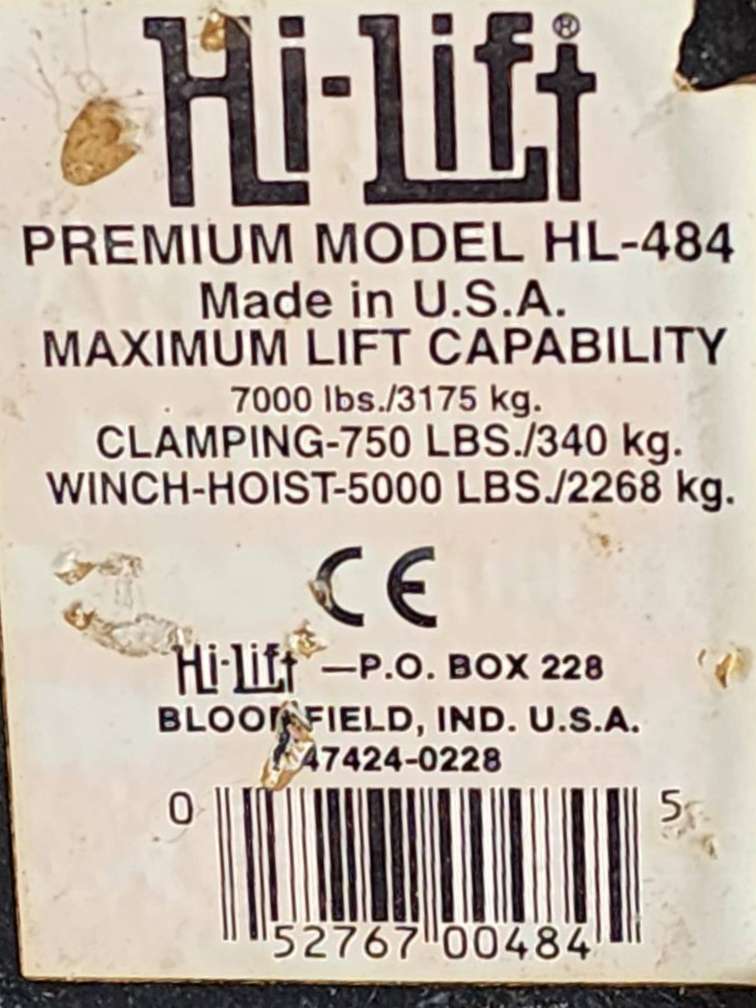 Hi-Lift®
PREMIUM MODEL HL-484
Made in U.S.A.
MAXIMUM LIFT CAPABILITY
7000 lbs./3175 kg.
CLAMPING-750 LBS./340 kg.
WINCH-HOIST-5000 LBS./2268 kg.
CE
Hi-Lift —P.O. BOX 228
BLOOMFIELD, IND. U.S.A.
47424-0228
0 52767 00484 5